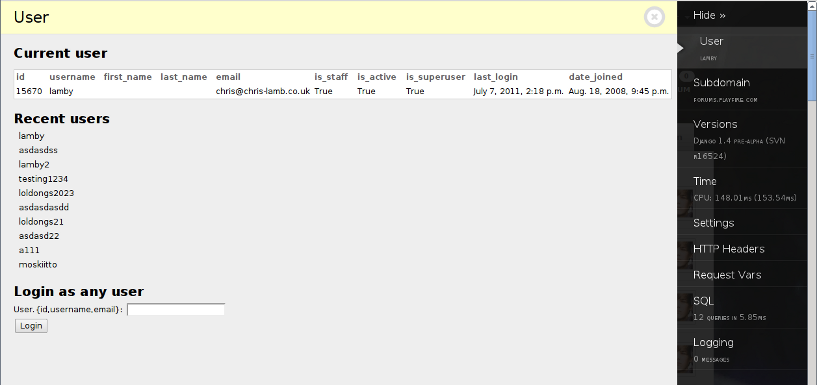 User
Current user
id username first_name last_name email is_staff is_active is_superuser last_login date_joined
15670 lamby chris@chris-lamb.co.uk True True True July 7, 2011, 2:18 p.m. Aug. 18, 2008, 9:45 p.m.
Recent users
lamby
asdasdss
lamby2
testing1234
loldongs2023
asdasdasdd
loldongs21
asdasd22
a111
moskiitto
Login as any user
User.{id,username,email}:
Login
Hide »
User
LAMBY
Subdomain
FORUMS.PLAYFIRE.COM
Versions
DJANGO 1.4 PRE-ALPHA (SVN
R16524)
Time
CPU: 148.01MS (153.54MS)
Settings
HTTP Headers
Request Vars
SQL
12 QUERIES IN 5.85MS
Logging
0 MESSAGES